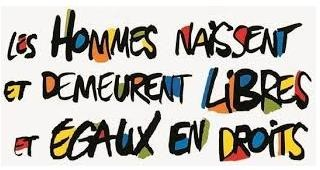 LES HOMMES NAISSENT
ET DEMEURENT LIBRES
ET ÉGAUX EN DROITS